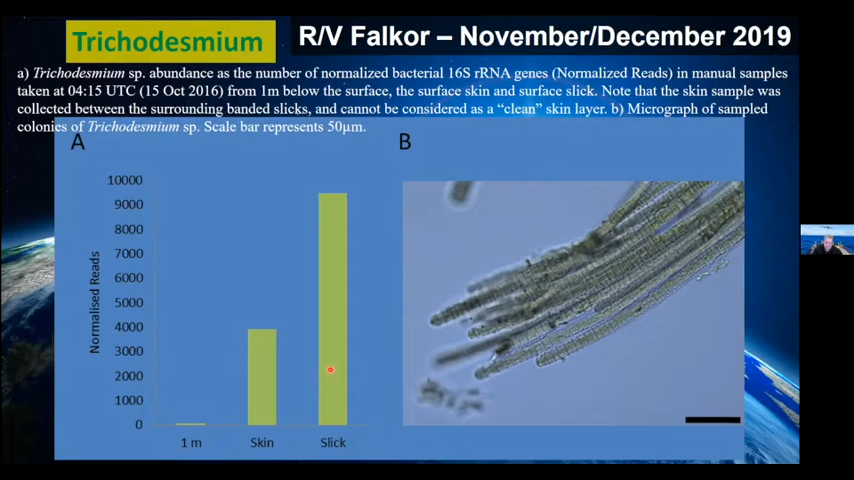 Trichodesmium
R/V Falkor – November/December 2019
a) Trichodesmium sp. abundance as the number of normalized bacterial 16S rRNA genes (Normalized Reads) in manual samples
taken at 04:15 UTC (15 Oct 2016) from 1m below the surface, the surface skin and surface slick. Note that the skin sample was
collected between the surrounding banded slicks, and cannot be considered as a “clean” skin layer. b) Micrograph of sampled
colonies of Trichodesmium sp. Scale bar represents 50µm.
A
B
10000
9000
8000
7000
6000
5000
4000
3000
2000
1000
0
Normalised Reads
1 m
Skin
Slick